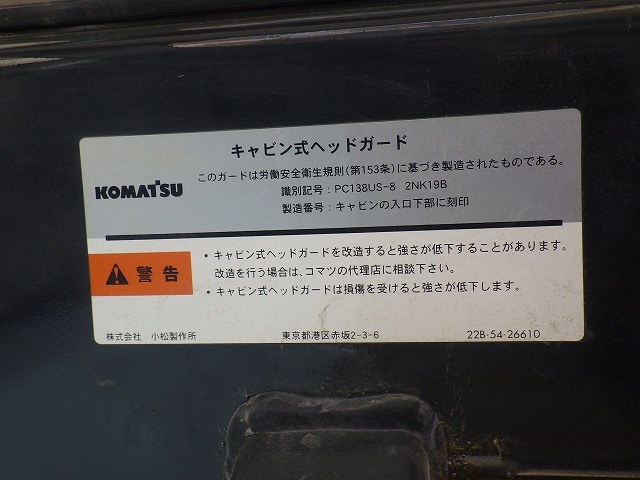 キャビン式ヘッドガード
このガードは労働安全衛生規則(第153条)に基づき製造されたものである。
KOMATSU
識別記号：PC138US-8 2NK19B
製造番号：キャビンの入口下部に刻印
・キャビン式ヘッドガードを改造すると強さが低下することがあります。
改造を行う場合は、コマツの代理店に相談下さい。
警告
・キャビン式ヘッドガードは損傷を受けると強さが低下します。
株式会社 小松製作所 東京都港区赤坂2-3-6 22B-54-26610